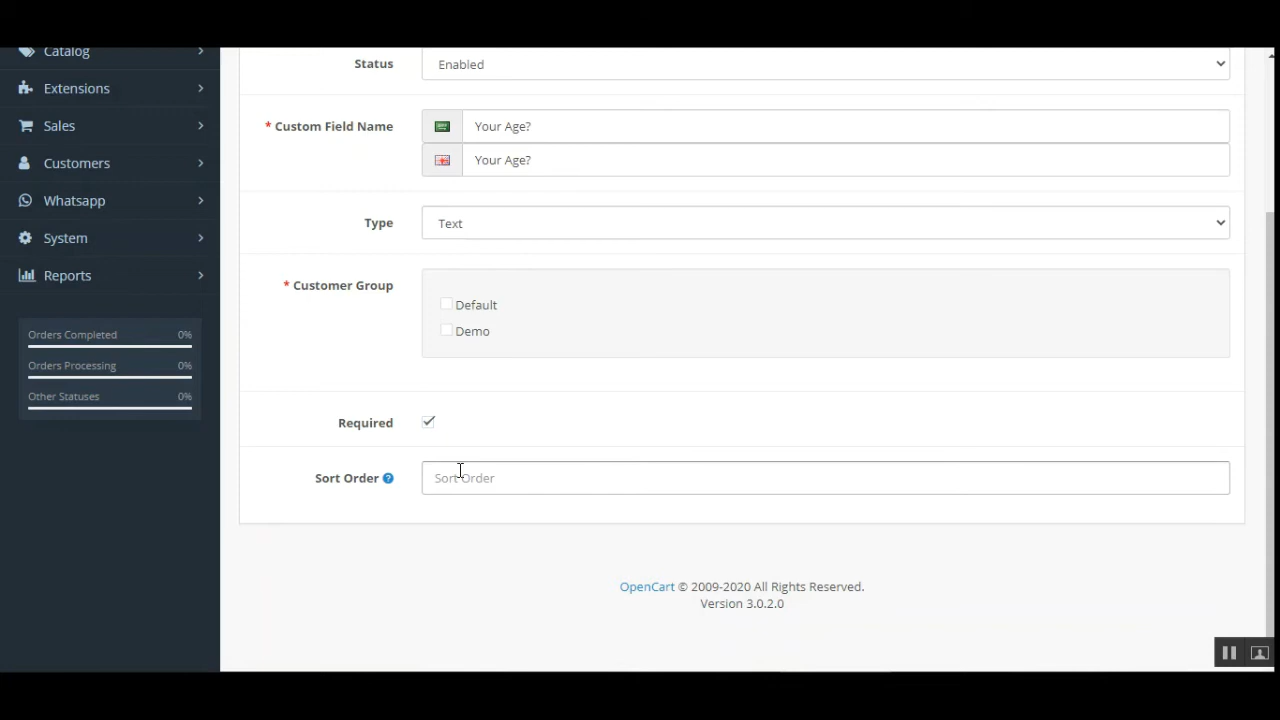 Catalog
Extensions
Sales
Customers
Whatsapp
System
Reports
Orders Completed 0%
Orders Processing 0%
Other Statuses 0%
Status Enabled
* Custom Field Name Your Age?
Your Age?
Type Text
* Customer Group
Default
Demo
Required
Sort Order Sort Order
OpenCart © 2009-2020 All Rights Reserved.
Version 3.0.2.0